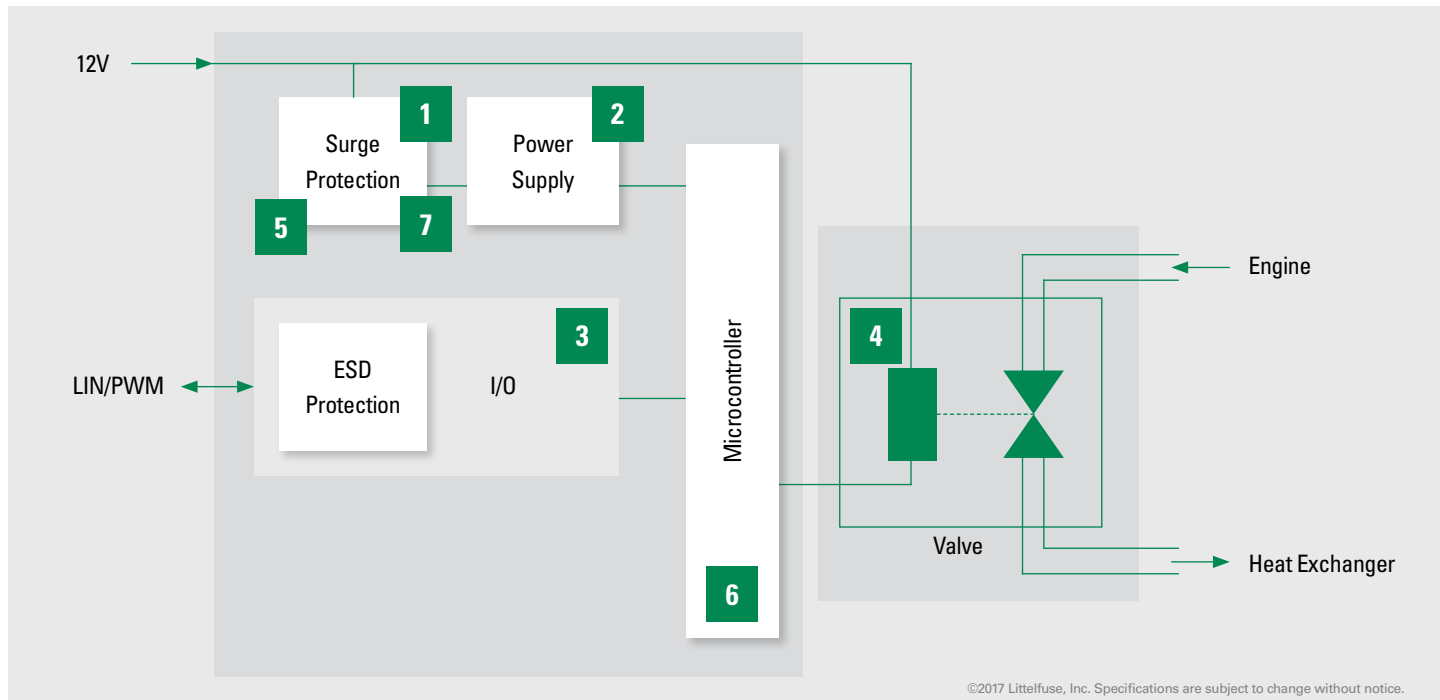 12V
1
2
Surge
Protection
Power
Supply
5
7
Engine
3
4
ESD
Protection
I/O
LIN/PWM
Microcontroller
Valve
Heat Exchanger
6
©2017 Littelfuse, Inc. Specifications are subject to change without notice.